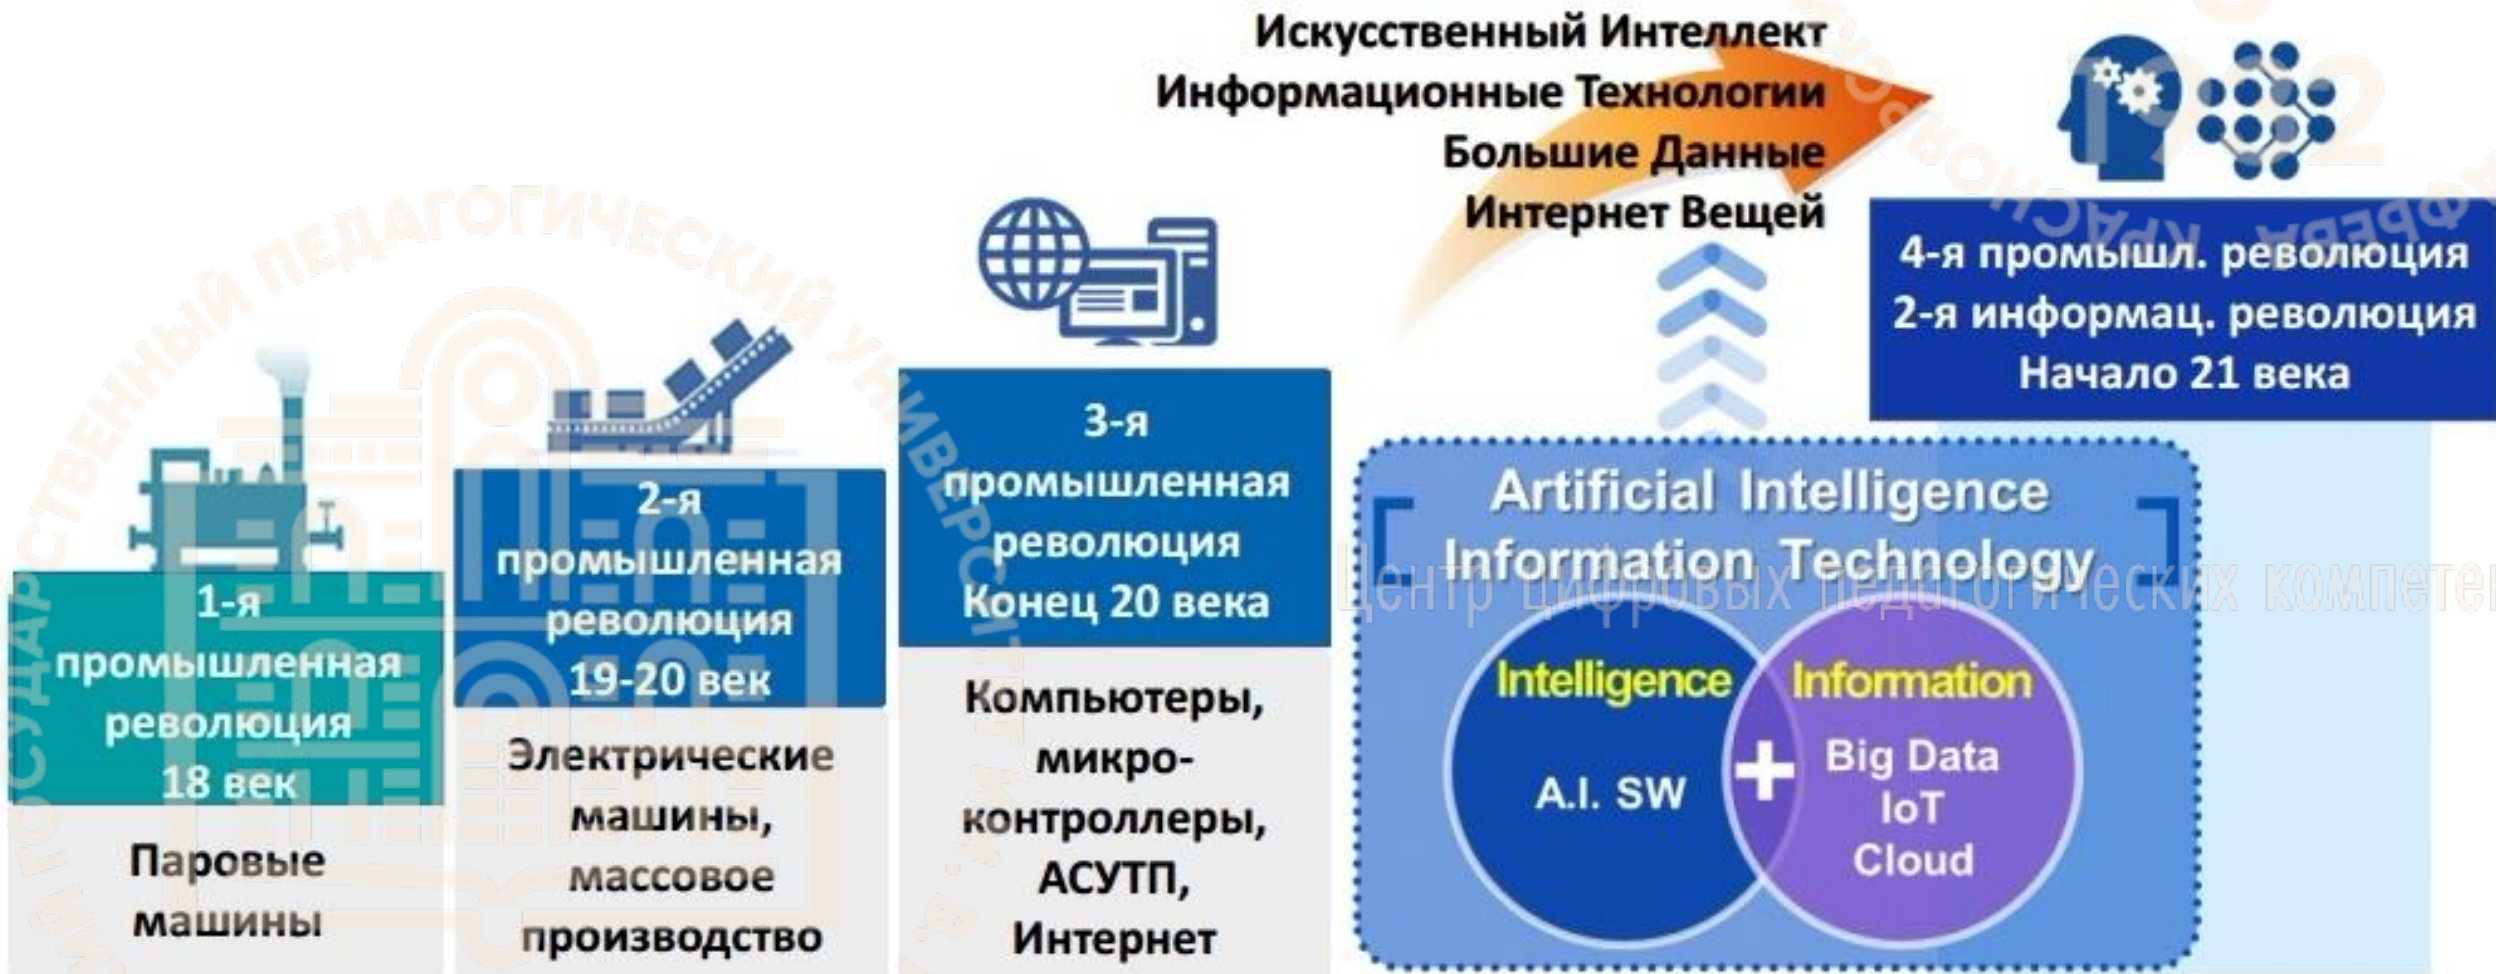 Искусственный Интеллект
Информационные Технологии
Большие Данные
Интернет Вещей
4-я промышл. революция
2-я информац. революция
Начало 21 века
3-я
промышленная
революция
Конец 20 века
Компьютеры,
микро-
контроллеры,
АСУТП,
Интернет
2-я
промышленная
революция
19-20 век
Электрические
машины,
массовое
производство
1-я
промышленная
революция
18 век
Паровые
машины
Artificial Intelligence
Information Technology
Intelligence
A.I. SW
+
Information
Big Data
IoT
Cloud
Центр цифровых педагогических
ПЕДАГОГИЧЕСКИЙ УНИВЕРСИТЕТ
1932